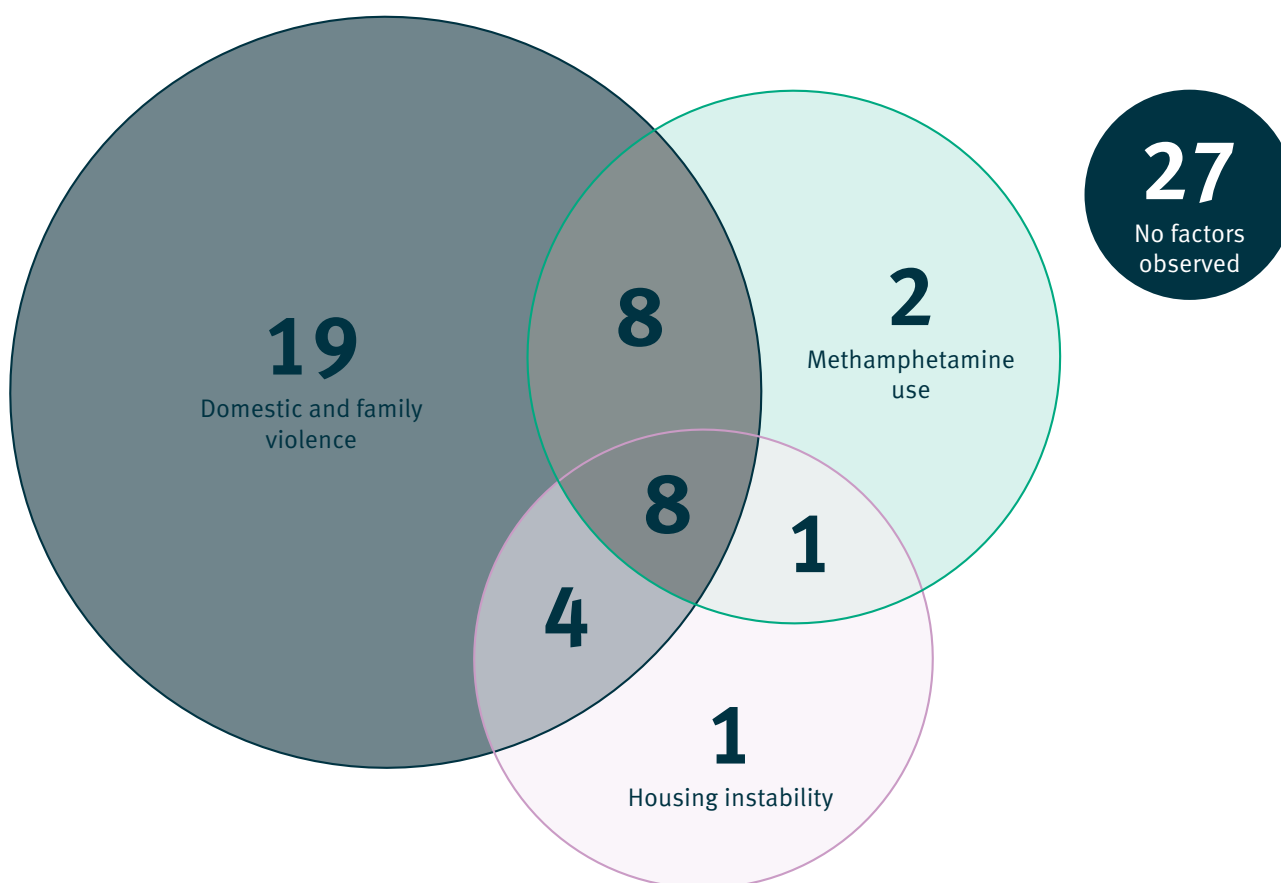 27
No factors
observed
2
Methamphetamine
use
8
19
Domestic and family
violence
8
1
4
1
Housing instability